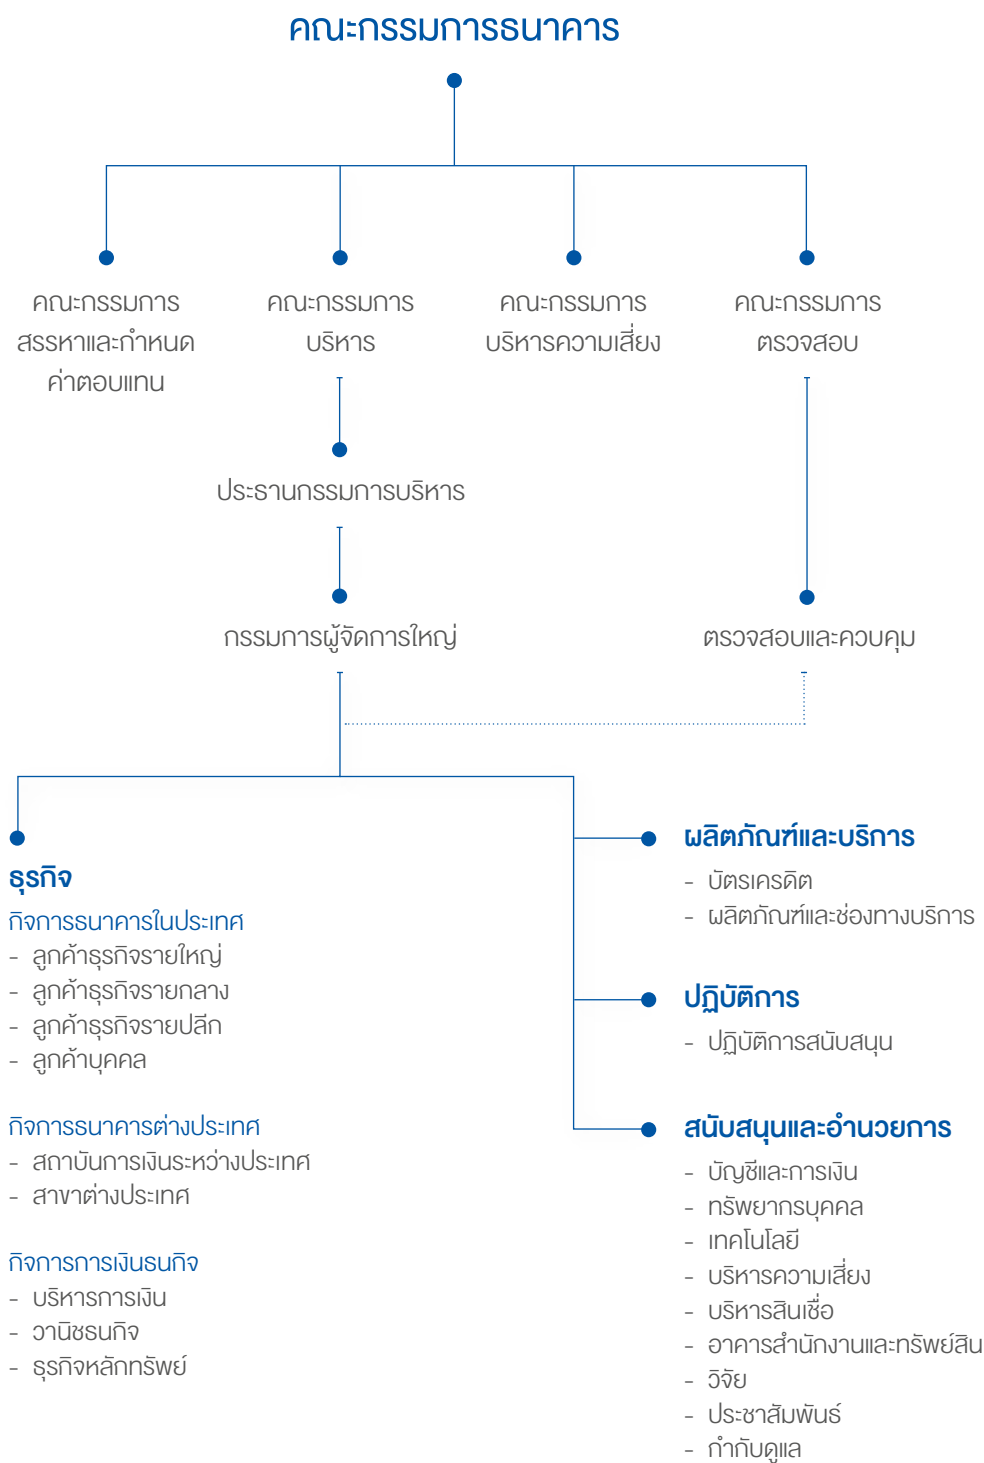 คณะกรรมการธนาคาร
คณะกรรมการ
สรรหาและกำหนด
ค่าตอบแทน
คณะกรรมการ
บริหาร
คณะกรรมการ
บริหารความเสี่ยง
คณะกรรมการ
ตรวจสอบ
ประธานกรรมการบริหาร
กรรมการผู้จัดการใหญ่
ตรวจสอบและควบคุม
ธุรกิจ
กิจการธนาคารในประเทศ
- ลูกค้าธุรกิจรายใหญ่
- ลูกค้าธุรกิจรายกลาง
- ลูกค้าธุรกิจรายปลีก
- ลูกค้าบุคคล
กิจการธนาคารต่างประเทศ
- สถาบันการเงินระหว่างประเทศ
- สาขาต่างประเทศ
กิจการการเงินธนกิจ
- บริหารการเงิน
- วานิชธนกิจ
- ธุรกิจหลักทรัพย์
ผลิตภัณฑ์และบริการ
- บัตรเครดิต
- ผลิตภัณฑ์และช่องทางบริการ
ปฏิบัติการ
- ปฏิบัติการสนับสนุน
สนับสนุนและอำนวยการ
- บัญชีและการเงิน
- ทรัพยากรบุคคล
- เทคโนโลยี
- บริหารความเสี่ยง
- บริหารสินเชื่อ
- อาคารสำนักงานและทรัพย์สิน
- วิจัย
- ประชาสัมพันธ์
- กำกับดูแล